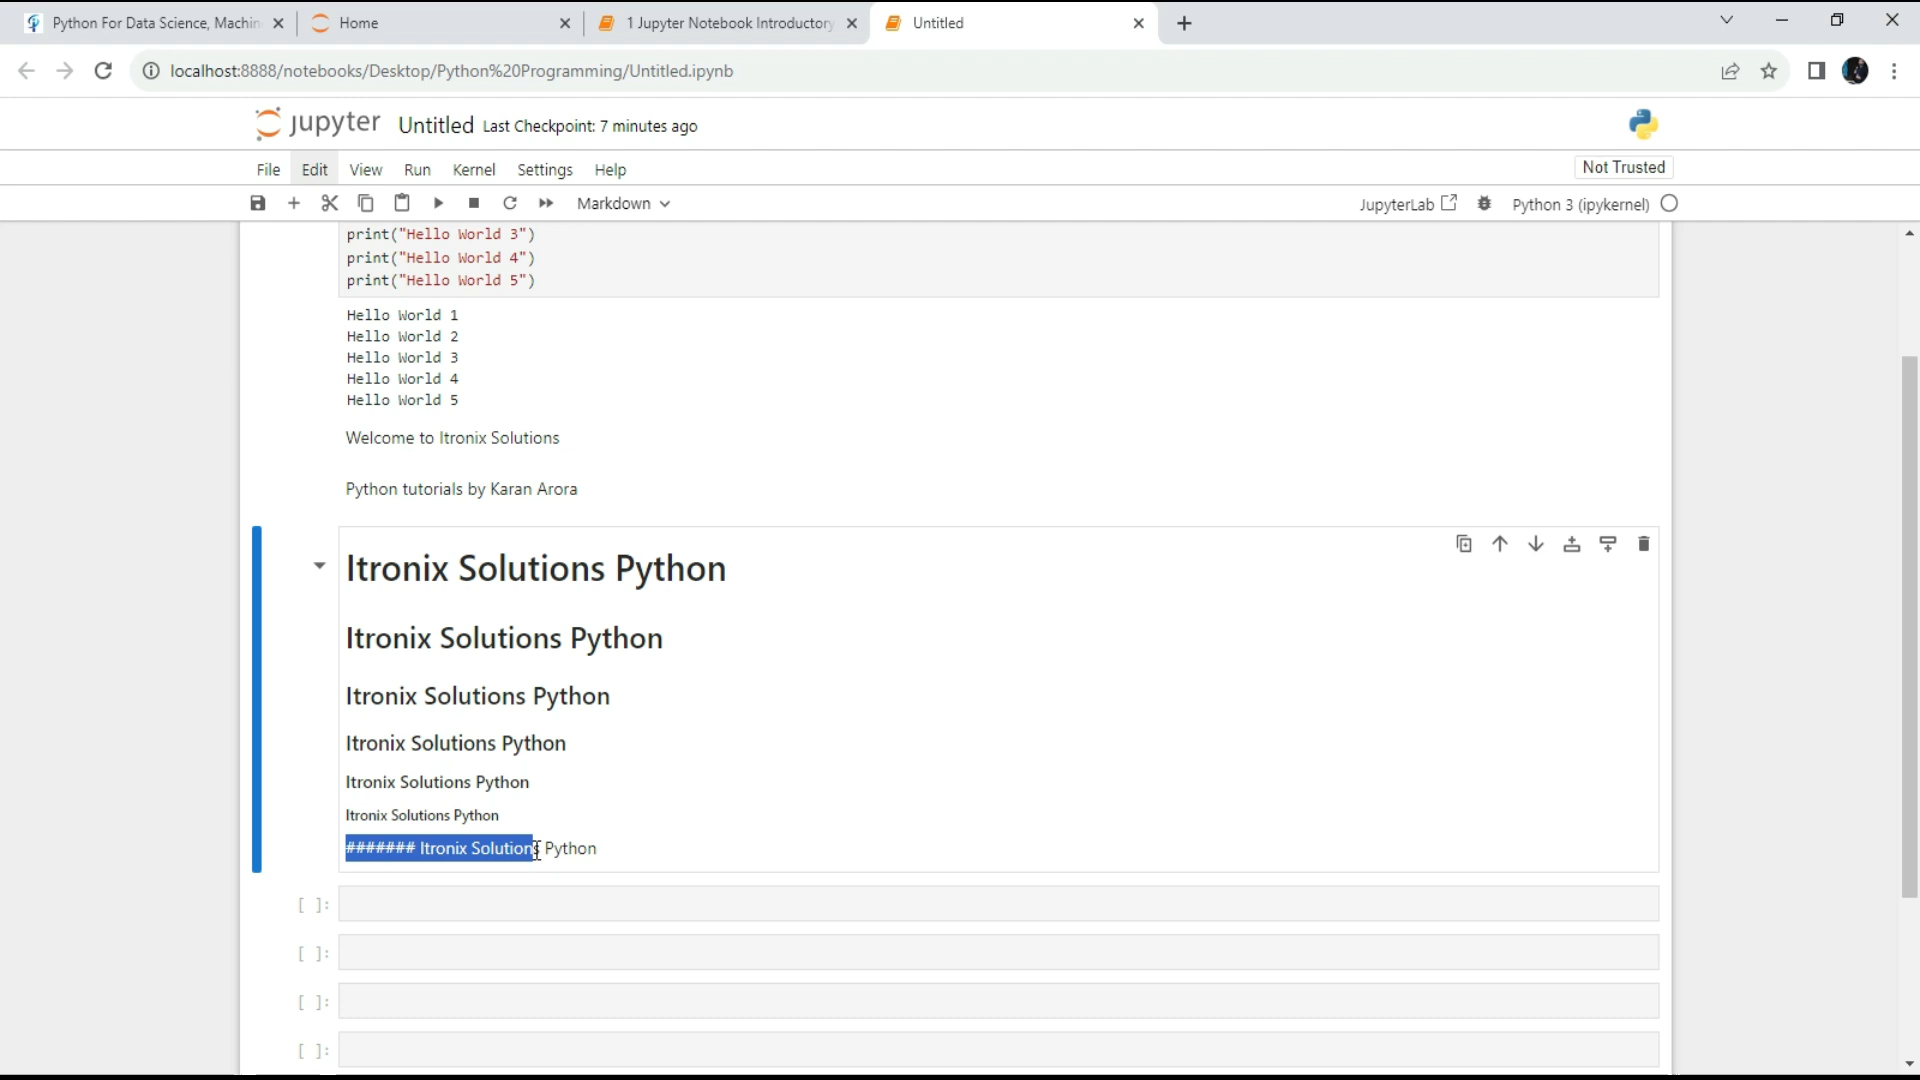 Python For Data Science, Machin
Home
1 Jupyter Notebook Introductory
Untitled
localhost:8888/notebooks/Desktop/Python%20Programming/Untitled.ipynb
jupyter Untitled Last Checkpoint: 7 minutes ago
File Edit View Run Kernel Settings Help
Not Trusted
Markdown
JupyterLab
Python 3 (ipykernel)
print("Hello World 3")
print("Hello World 4")
print("Hello World 5")
Hello World 1
Hello World 2
Hello World 3
Hello World 4
Hello World 5
Welcome to Itronix Solutions
Python tutorials by Karan Arora
Itronix Solutions Python
Itronix Solutions Python
Itronix Solutions Python
Itronix Solutions Python
Itronix Solutions Python
Itronix Solutions Python
####### Itronix Solutions Python
[ ]:
[ ]:
[ ]:
[ ]: